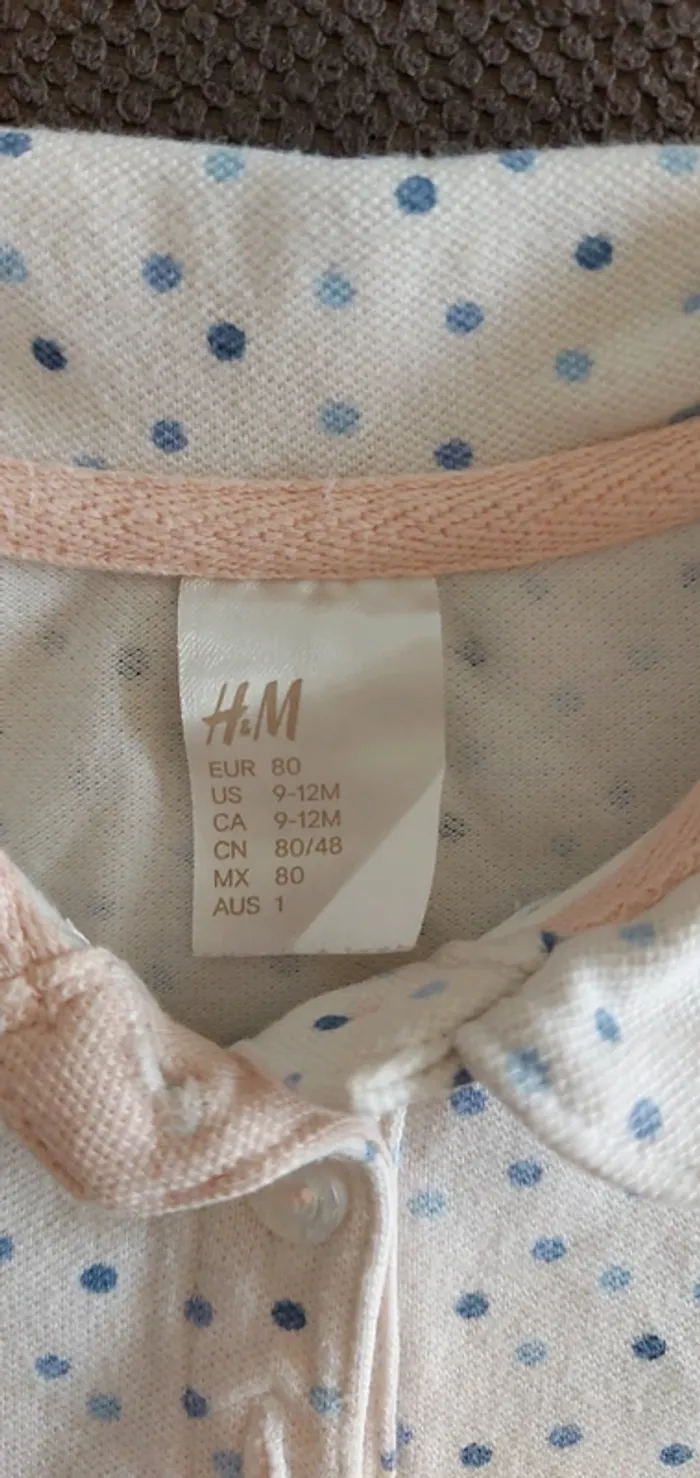 H&M
EUR 80
US 9-12M
CA 9-12M
CN 80/48
MX 80
AUS 1